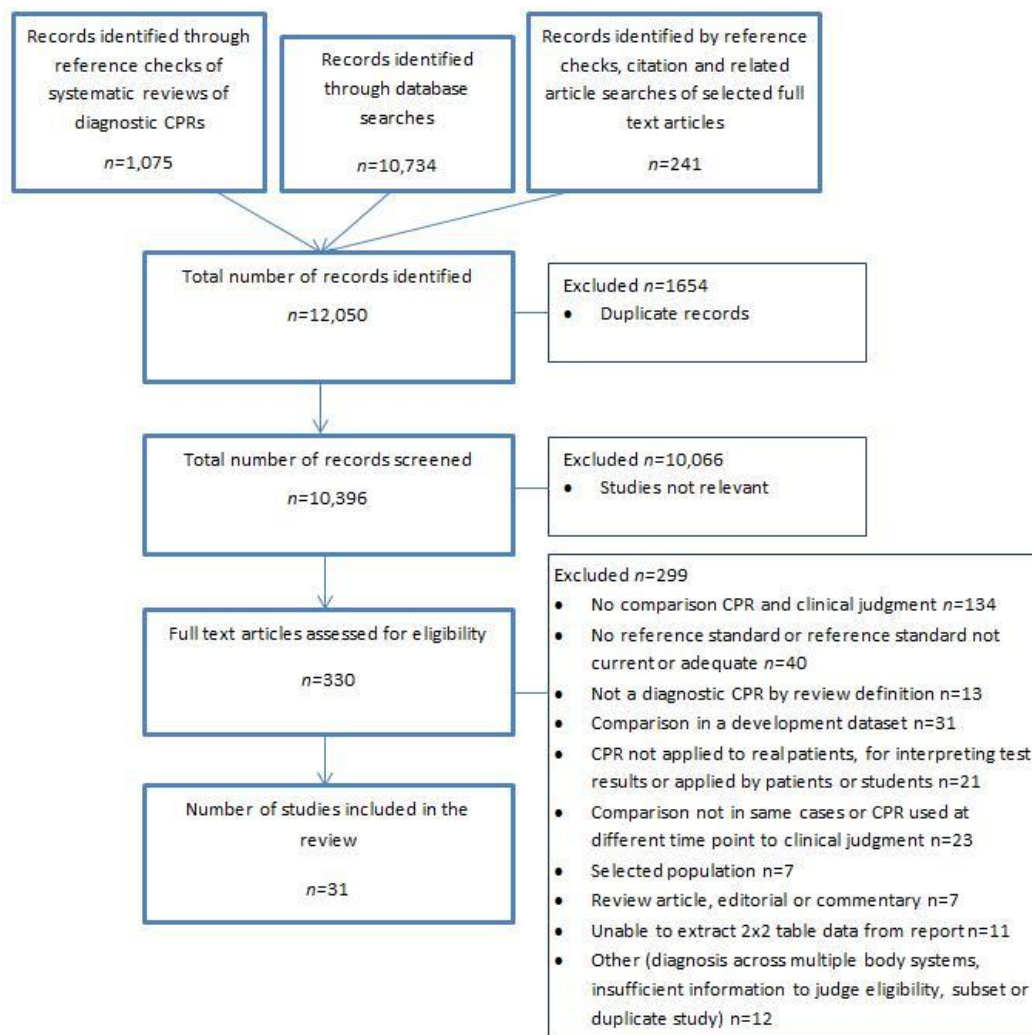 Records identified through
reference checks of
systematic reviews of
diagnostic CPRs
n=1,075
Records identified
through database
searches
n=10,734
Records identified by reference
checks, citation and related
article searches of selected full
text articles
n=241
Total number of records identified
n=12,050
Excluded n=1654
• Duplicate records
Total number of records screened
n=10,396
Excluded n=10,066
• Studies not relevant
Full text articles assessed for eligibility
n=330
Excluded n=299
• No comparison CPR and clinical judgment n=134
• No reference standard or reference standard not
current or adequate n=40
• Not a diagnostic CPR by review definition n=13
• Comparison in a development dataset n=31
• CPR not applied to real patients, for interpreting test
results or applied by patients or students n=21
• Comparison not in same cases or CPR used at
different time point to clinical judgment n=23
• Selected population n=7
• Review article, editorial or commentary n=7
• Unable to extract 2x2 table data from report n=11
• Other (diagnosis across multiple body systems,
insufficient information to judge eligibility, subset or
duplicate study) n=12
Number of studies included in the
review
n=31